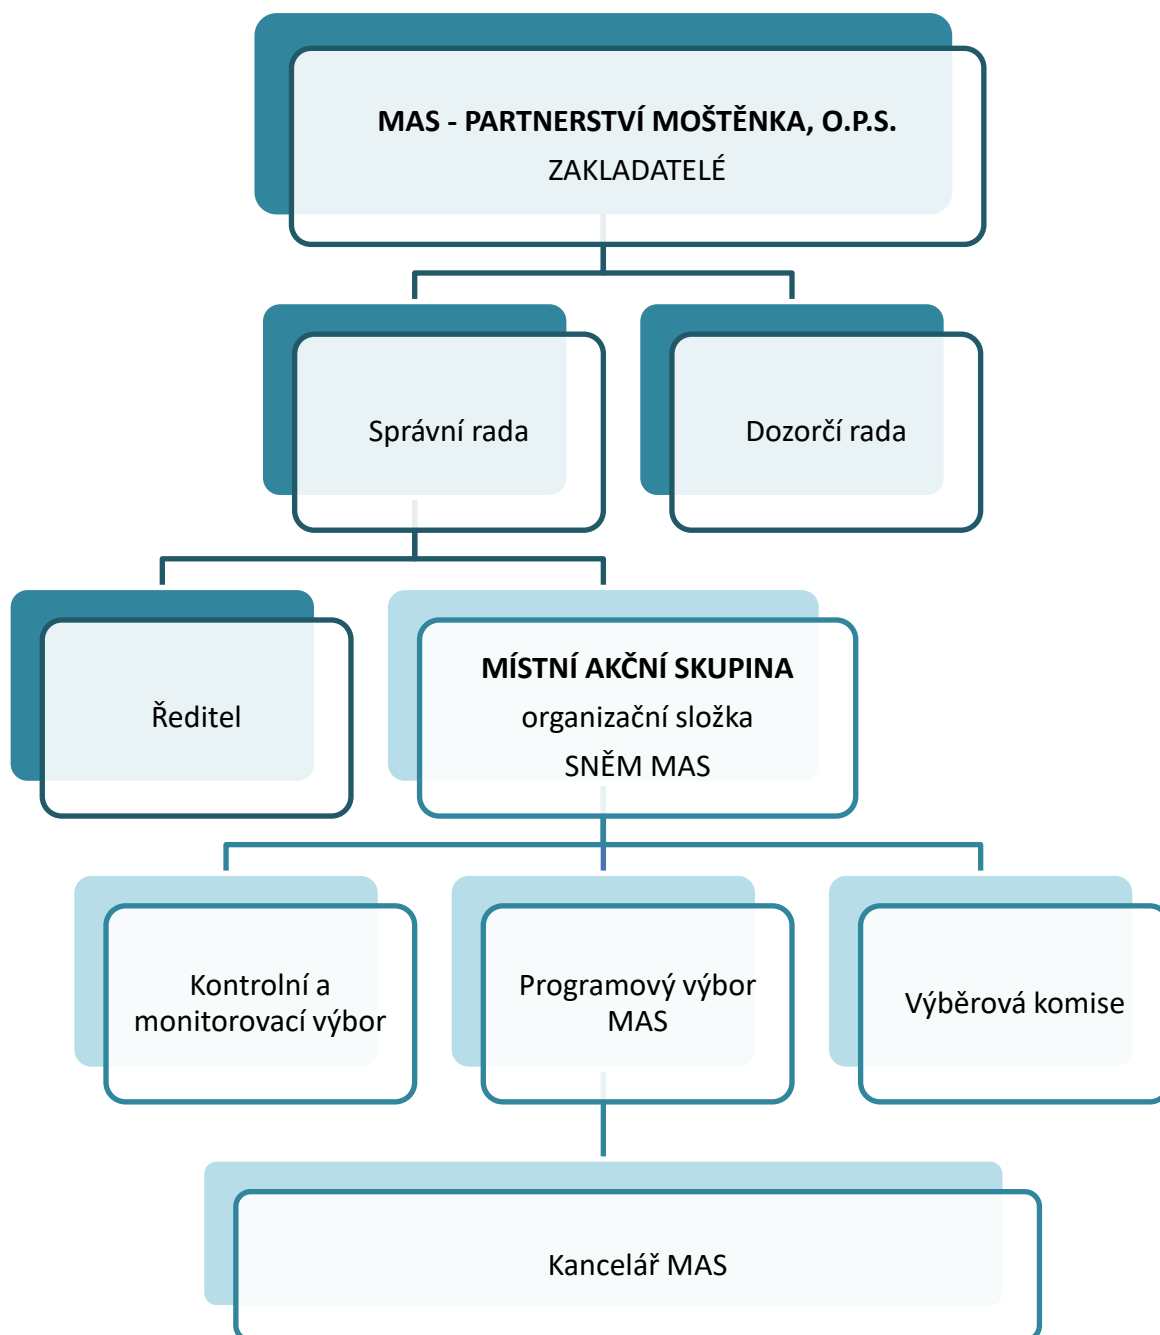 MAS - PARTNERSTVÍ MOŠTĚNKA, O.P.S.
ZAKLADATELÉ
Správní rada
Dozorčí rada
Ředitel
MÍSTNÍ AKČNÍ SKUPINA
organizační složka
SNĚM MAS
Kontrolní a
monitorovací výbor
Programový výbor
MAS
Výběrová komise
Kancelář MAS